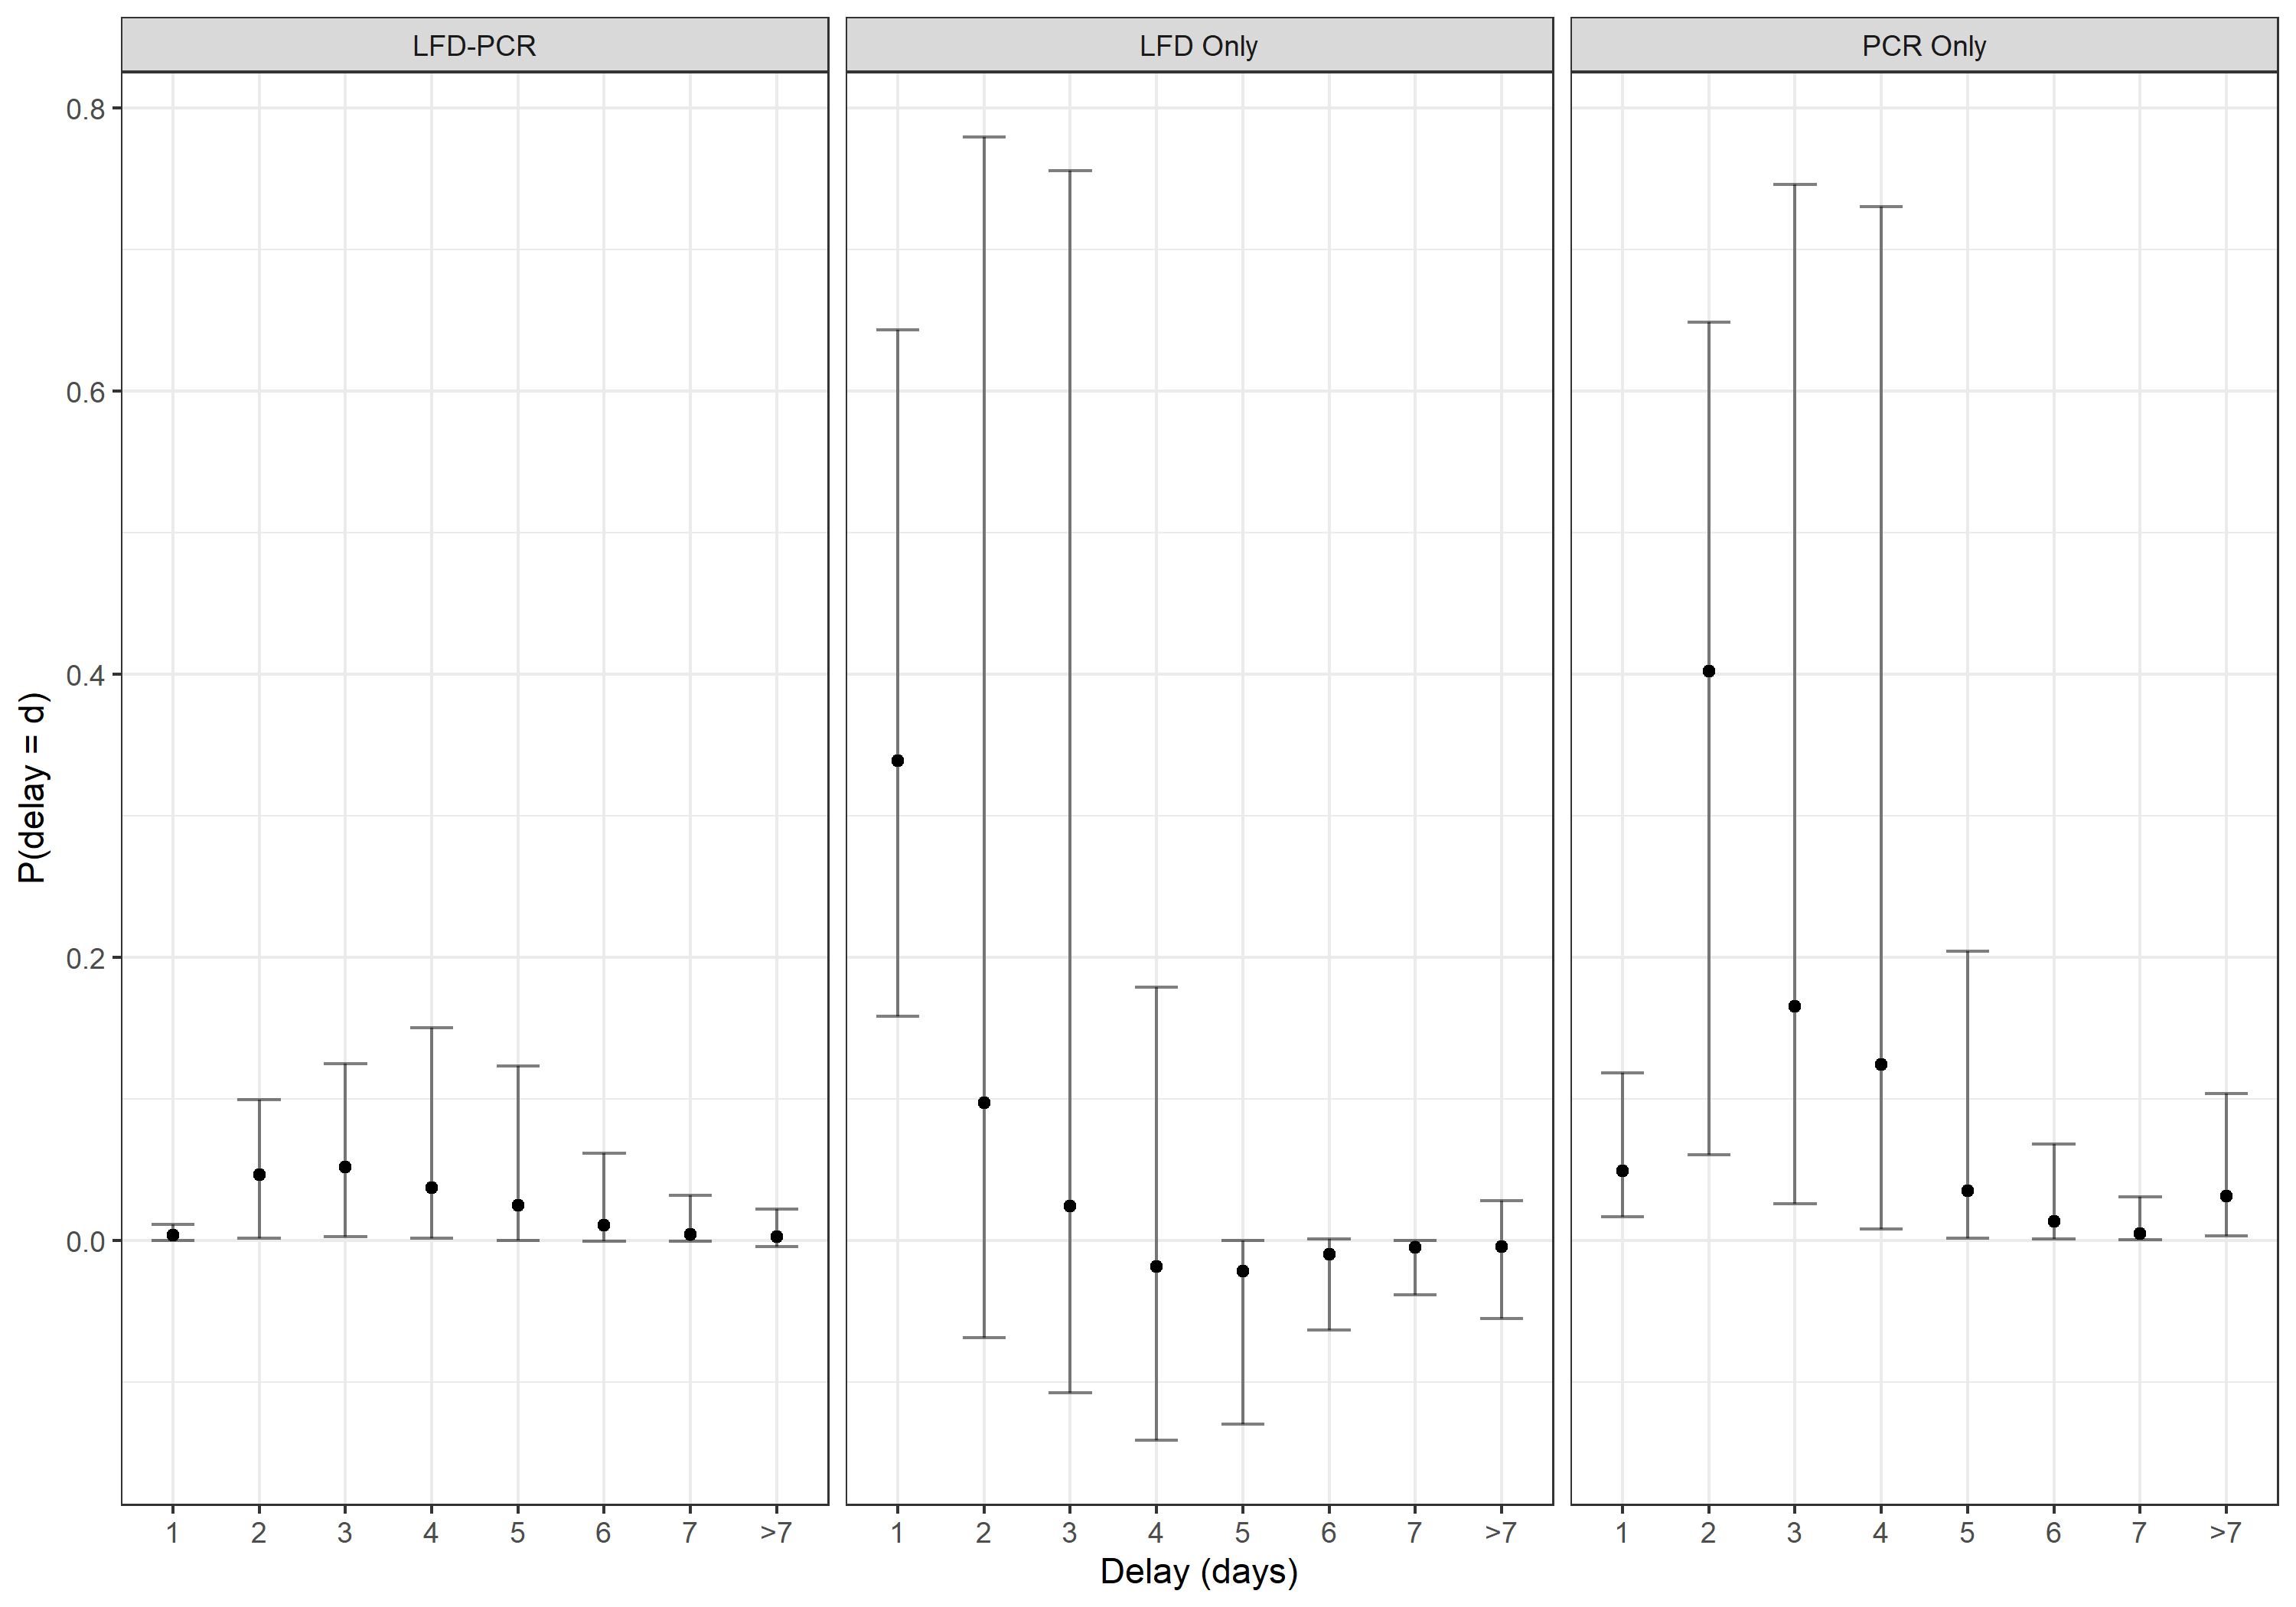 LFD-PCR LFD Only PCR Only
0.8
0.6
0.4
0.2
0.0
P(delay = d)
1 2 3 4 5 6 7 >7 1 2 3 4 5 6 7 >7 1 2 3 4 5 6 7 >7
Delay (days)